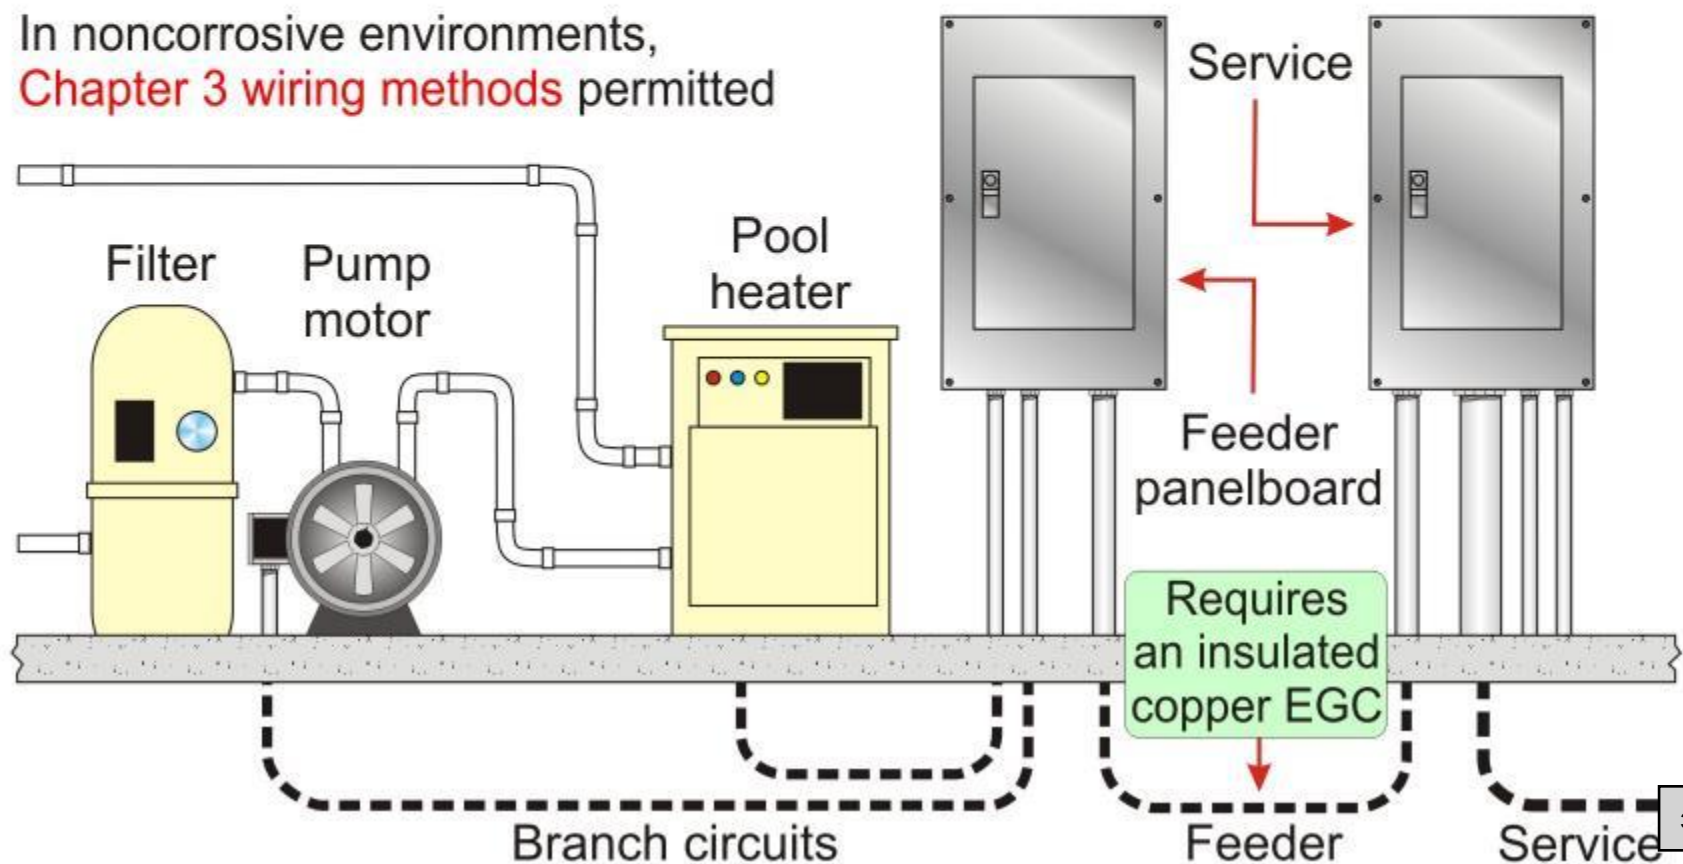 In noncorrosive environments,
Chapter 3 wiring methods permitted
Service
Filter
Pump
motor
Pool
heater
Feeder
panelboard
Requires
an insulated
copper EGC
Branch circuits
Feeder
Service